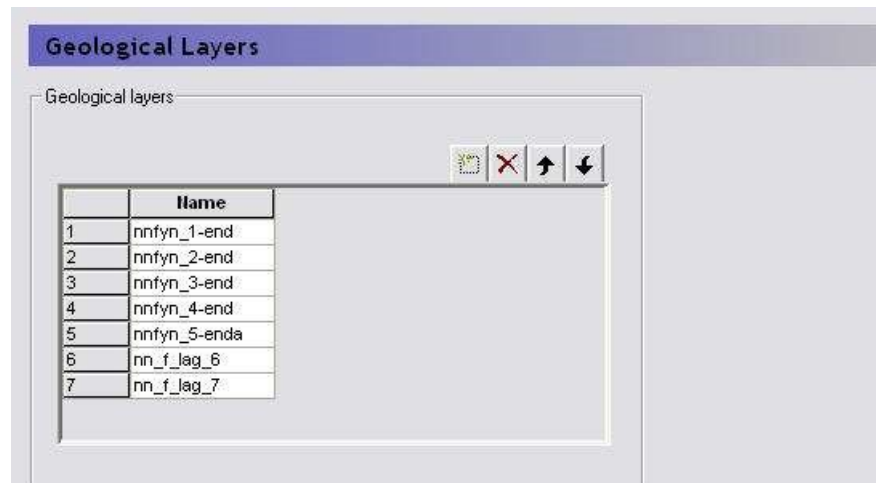 Geological Layers
Geological layers
Name
1 nnfyn_1-end
2 nnfyn_2-end
3 nnfyn_3-end
4 nnfyn_4-end
5 nnfyn_5-enda
6 nn_f_lag_6
7 nn_f_lag_7